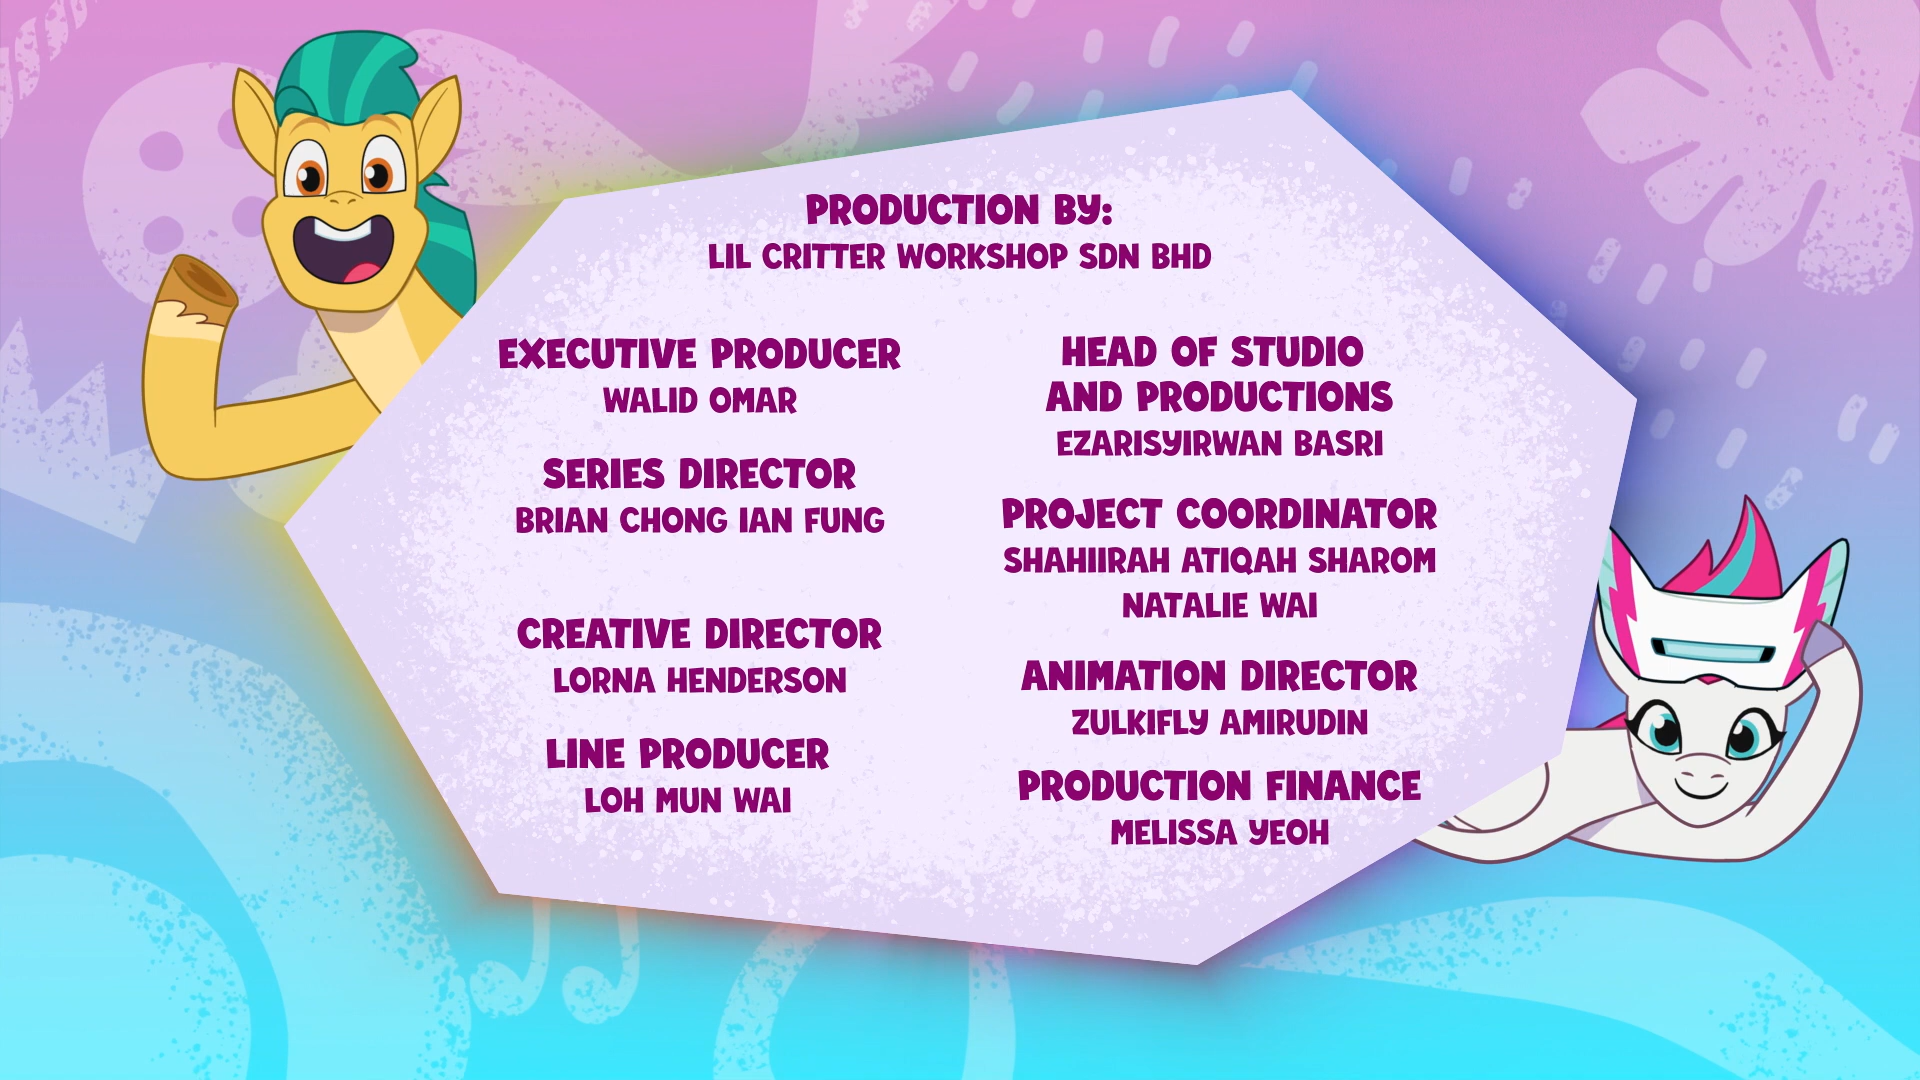 PRODUCTION BY:
LIL CRITTER WORKSHOP SDN BHD
EXECUTIVE PRODUCER
WALID OMAR
SERIES DIRECTOR
BRIAN CHONG IAN FUNG
CREATIVE DIRECTOR
LORNA HENDERSON
LINE PRODUCER
LOH MUN WAI
HEAD OF STUDIO
AND PRODUCTIONS
EZARISYIRWAN BASRI
PROJECT COORDINATOR
SHAHIIRAH ATIQAH SHAROM
NATALIE WAI
ANIMATION DIRECTOR
ZULKIFLY AMIRUDIN
PRODUCTION FINANCE
MELISSA YEOH